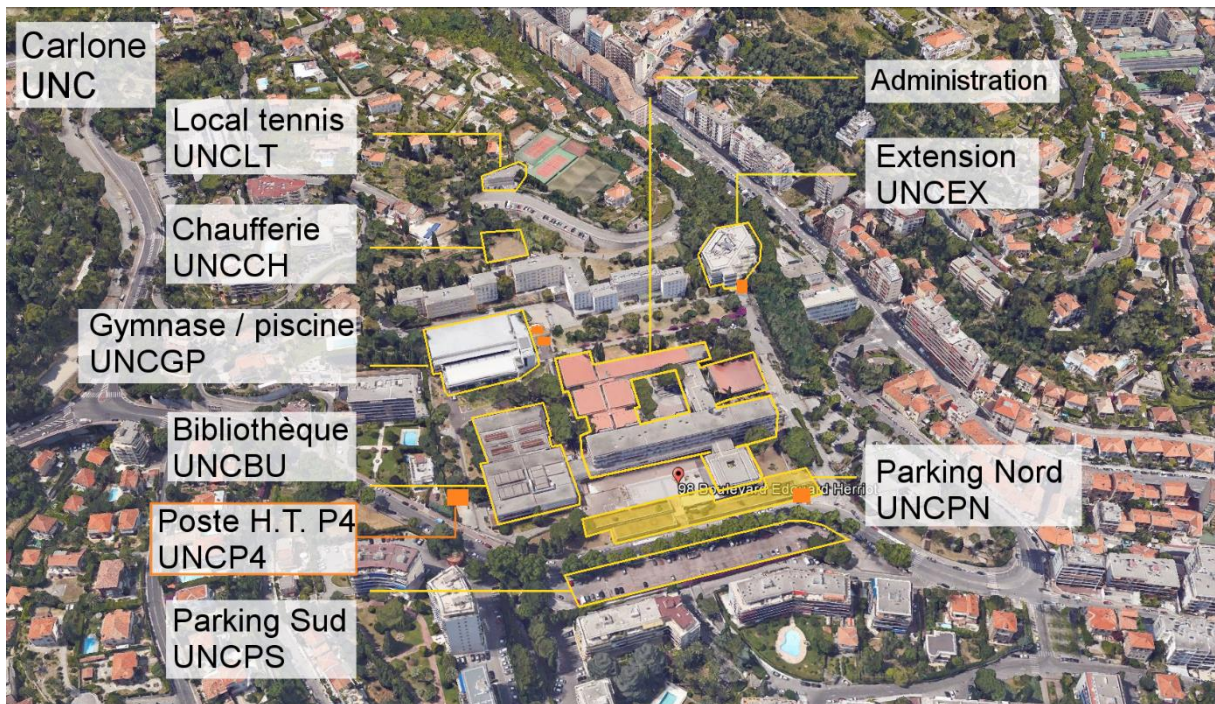 Carlone
UNC
Administration
Local tennis
UNCLT
Extension
UNCEX
Chaufferie
UNCCH
Gymnase / piscine
UNCGP
Bibliothèque
UNCBU
98 Boulevard Edouard Herriot
Parking Nord
UNCPN
Poste H.T. P4
UNCP4
Parking Sud
UNCPS